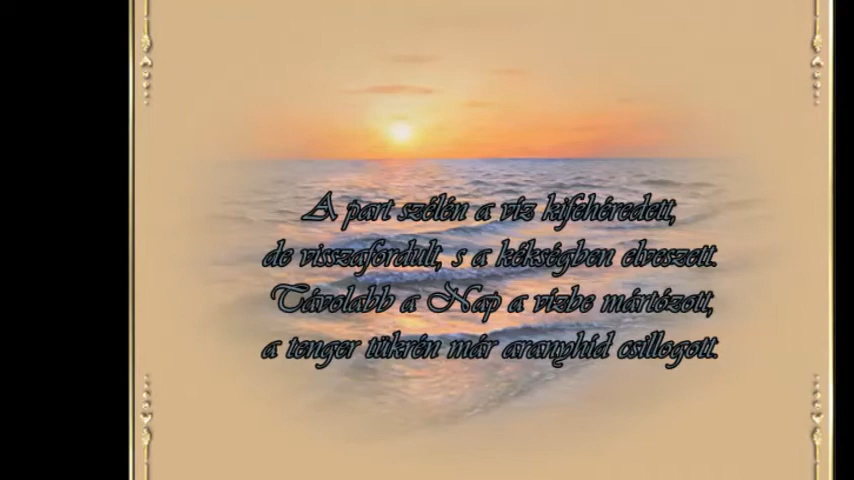 A part szélén a víz kifehéredett,
de visszafordult, s a kékségben elveszett.
Távolabb a Nap a vízbe mártózott,
a tenger tükrén már aranyhíd csillogott.